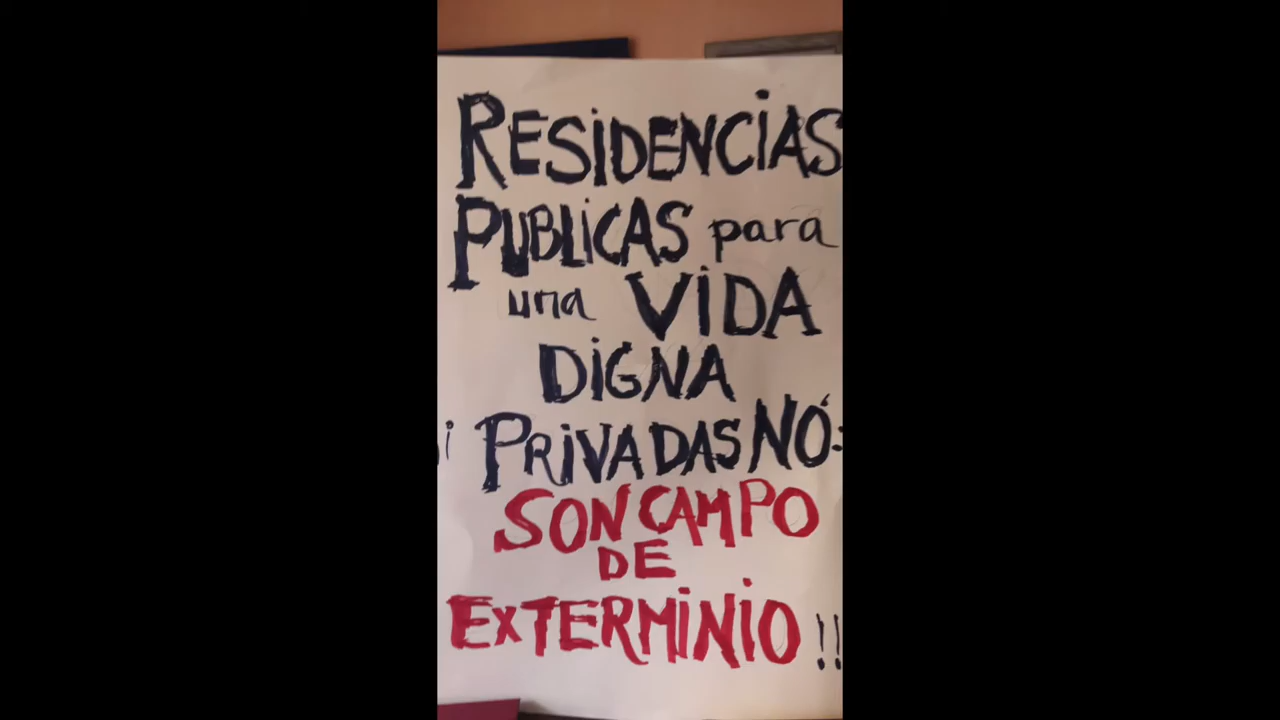 RESiDENCiAS
PUBLiCAS para
una ViDA
DiGNA
¡ PRiVADAS NÓ:
SON CAMPO
DE
EXTERMiNiO !!